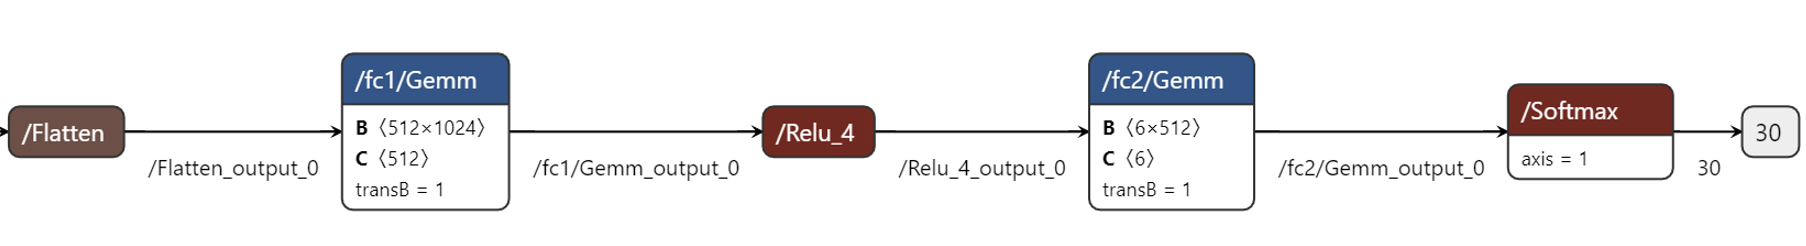 /Flatten
/Flatten_output_0
/fc1/Gemm
B 〈512×1024〉
C 〈512〉
transB = 1
/fc1/Gemm_output_0
/Relu_4
/Relu_4_output_0
/fc2/Gemm
B 〈6×512〉
C 〈6〉
transB = 1
/fc2/Gemm_output_0
/Softmax
axis = 1
30
30